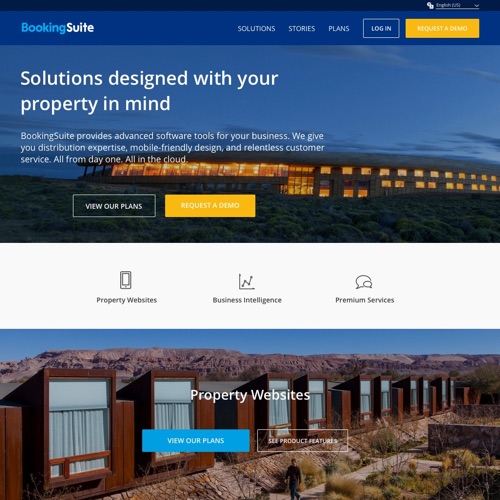 English (US)
BookingSuite
SOLUTIONS STORIES PLANS LOG IN REQUEST A DEMO
Solutions designed with your
property in mind
BookingSuite provides advanced software tools for your business. We give
you distribution expertise, mobile-friendly design, and relentless customer
service. All from day one. All in the cloud.
VIEW OUR PLANS REQUEST A DEMO
Property Websites Business Intelligence Premium Services
Property Websites
VIEW OUR PLANS SEE PRODUCT FEATURES